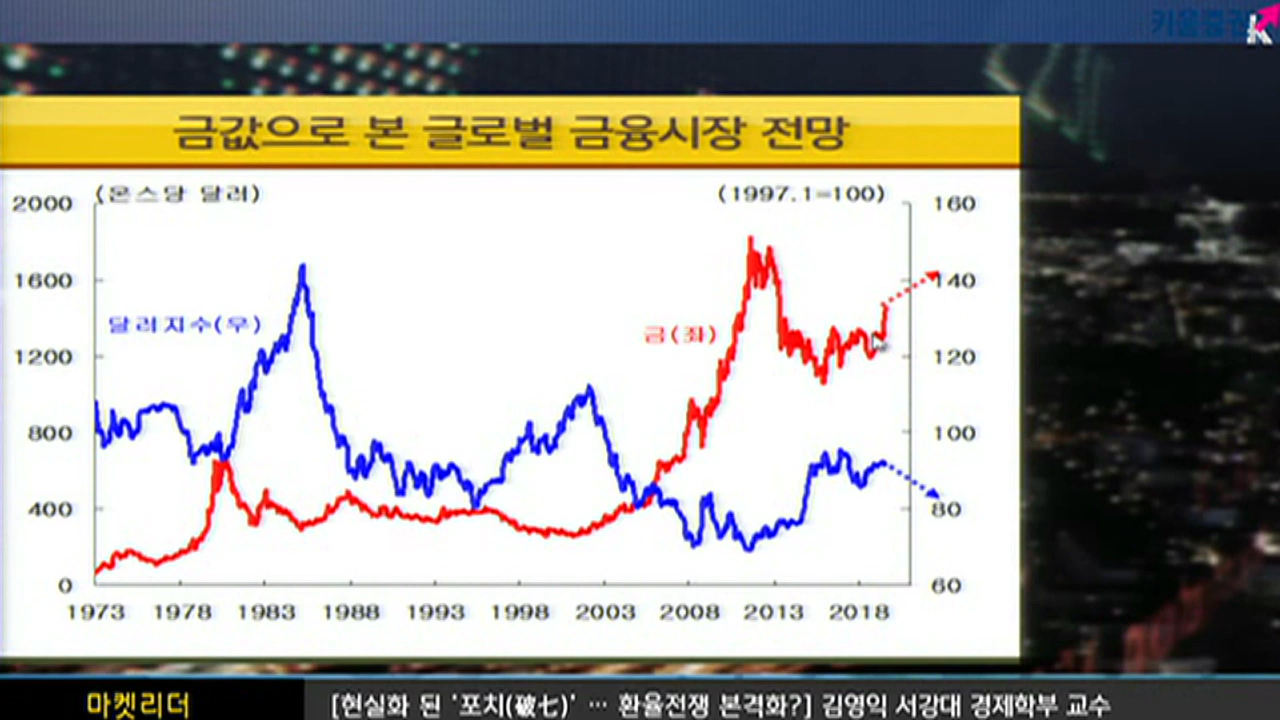 키움증권
금값으로 본 글로벌 금융시장 전망
(온스당 달러) (1997.1=100)
2000 160
1600 140
달러지수(우) 금(좌)
1200 120
800 100
400 80
0 60
1973 1978 1983 1988 1993 1998 2003 2008 2013 2018
마켓리더 [현실화 된 '포치(破七)' … 환율전쟁 본격화?] 김영익 서강대 경제학부 교수